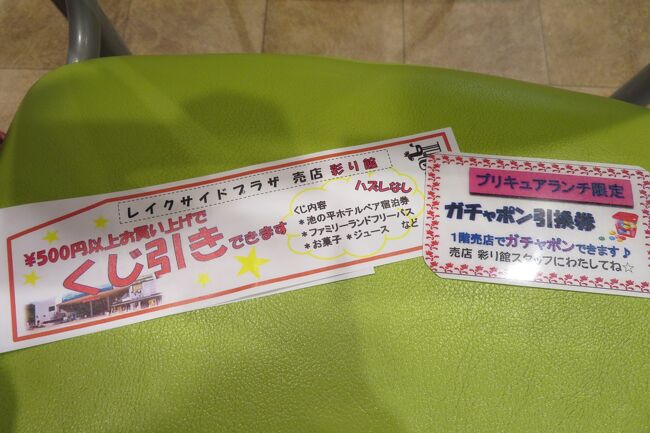 レイクサイドプラザ 売店 彩り館
¥500円以上お買い上げで
くじ引きできます
ハズレなし
くじ内容
*池の平ホテルペア宿泊券
*ファミリーランドフリーパス
*お菓子 *ジュース など
プリキュアランチ限定
ガチャポン引換券
1階売店でガチャポンできます♪
売店 彩り館スタッフにわたしてね☆